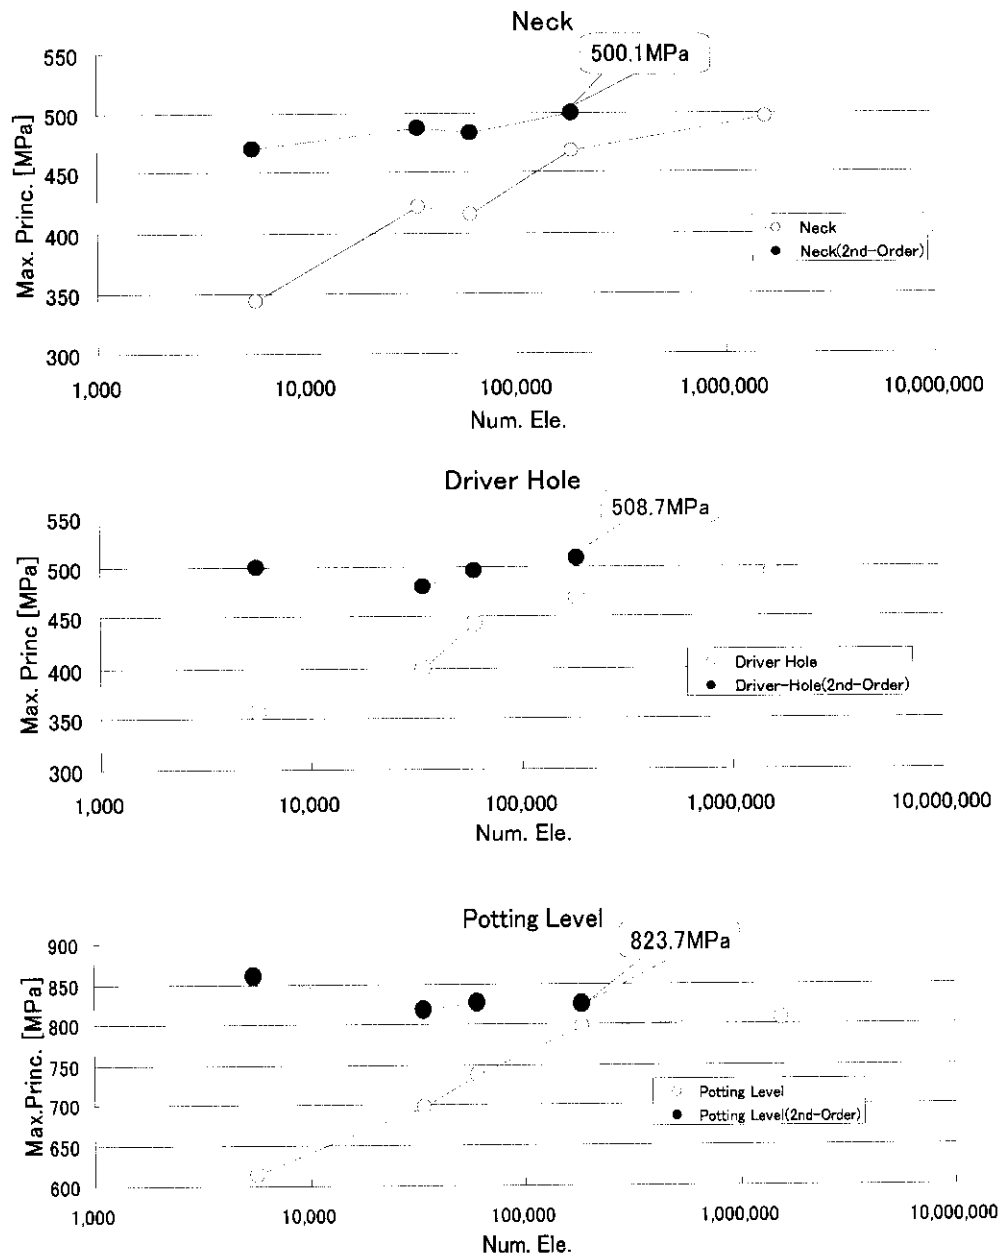 Neck
500.1MPa
Max. Princ. [MPa]
550
500
450
400
350
300
Neck
Neck(2nd-Order)
1,000
10,000
100,000
1,000,000
10,000,000
Num. Ele.
Driver Hole
508.7MPa
Max. Princ [MPa]
550
500
450
400
350
300
Driver Hole
Driver-Hole(2nd-Order)
1,000
10,000
100,000
1,000,000
10,000,000
Num. Ele.
Potting Level
823.7MPa
Max.Princ. [MPa]
900
850
800
750
700
650
600
Potting Level
Potting Level(2nd-Order)
1,000
10,000
100,000
1,000,000
10,000,000
Num. Ele.